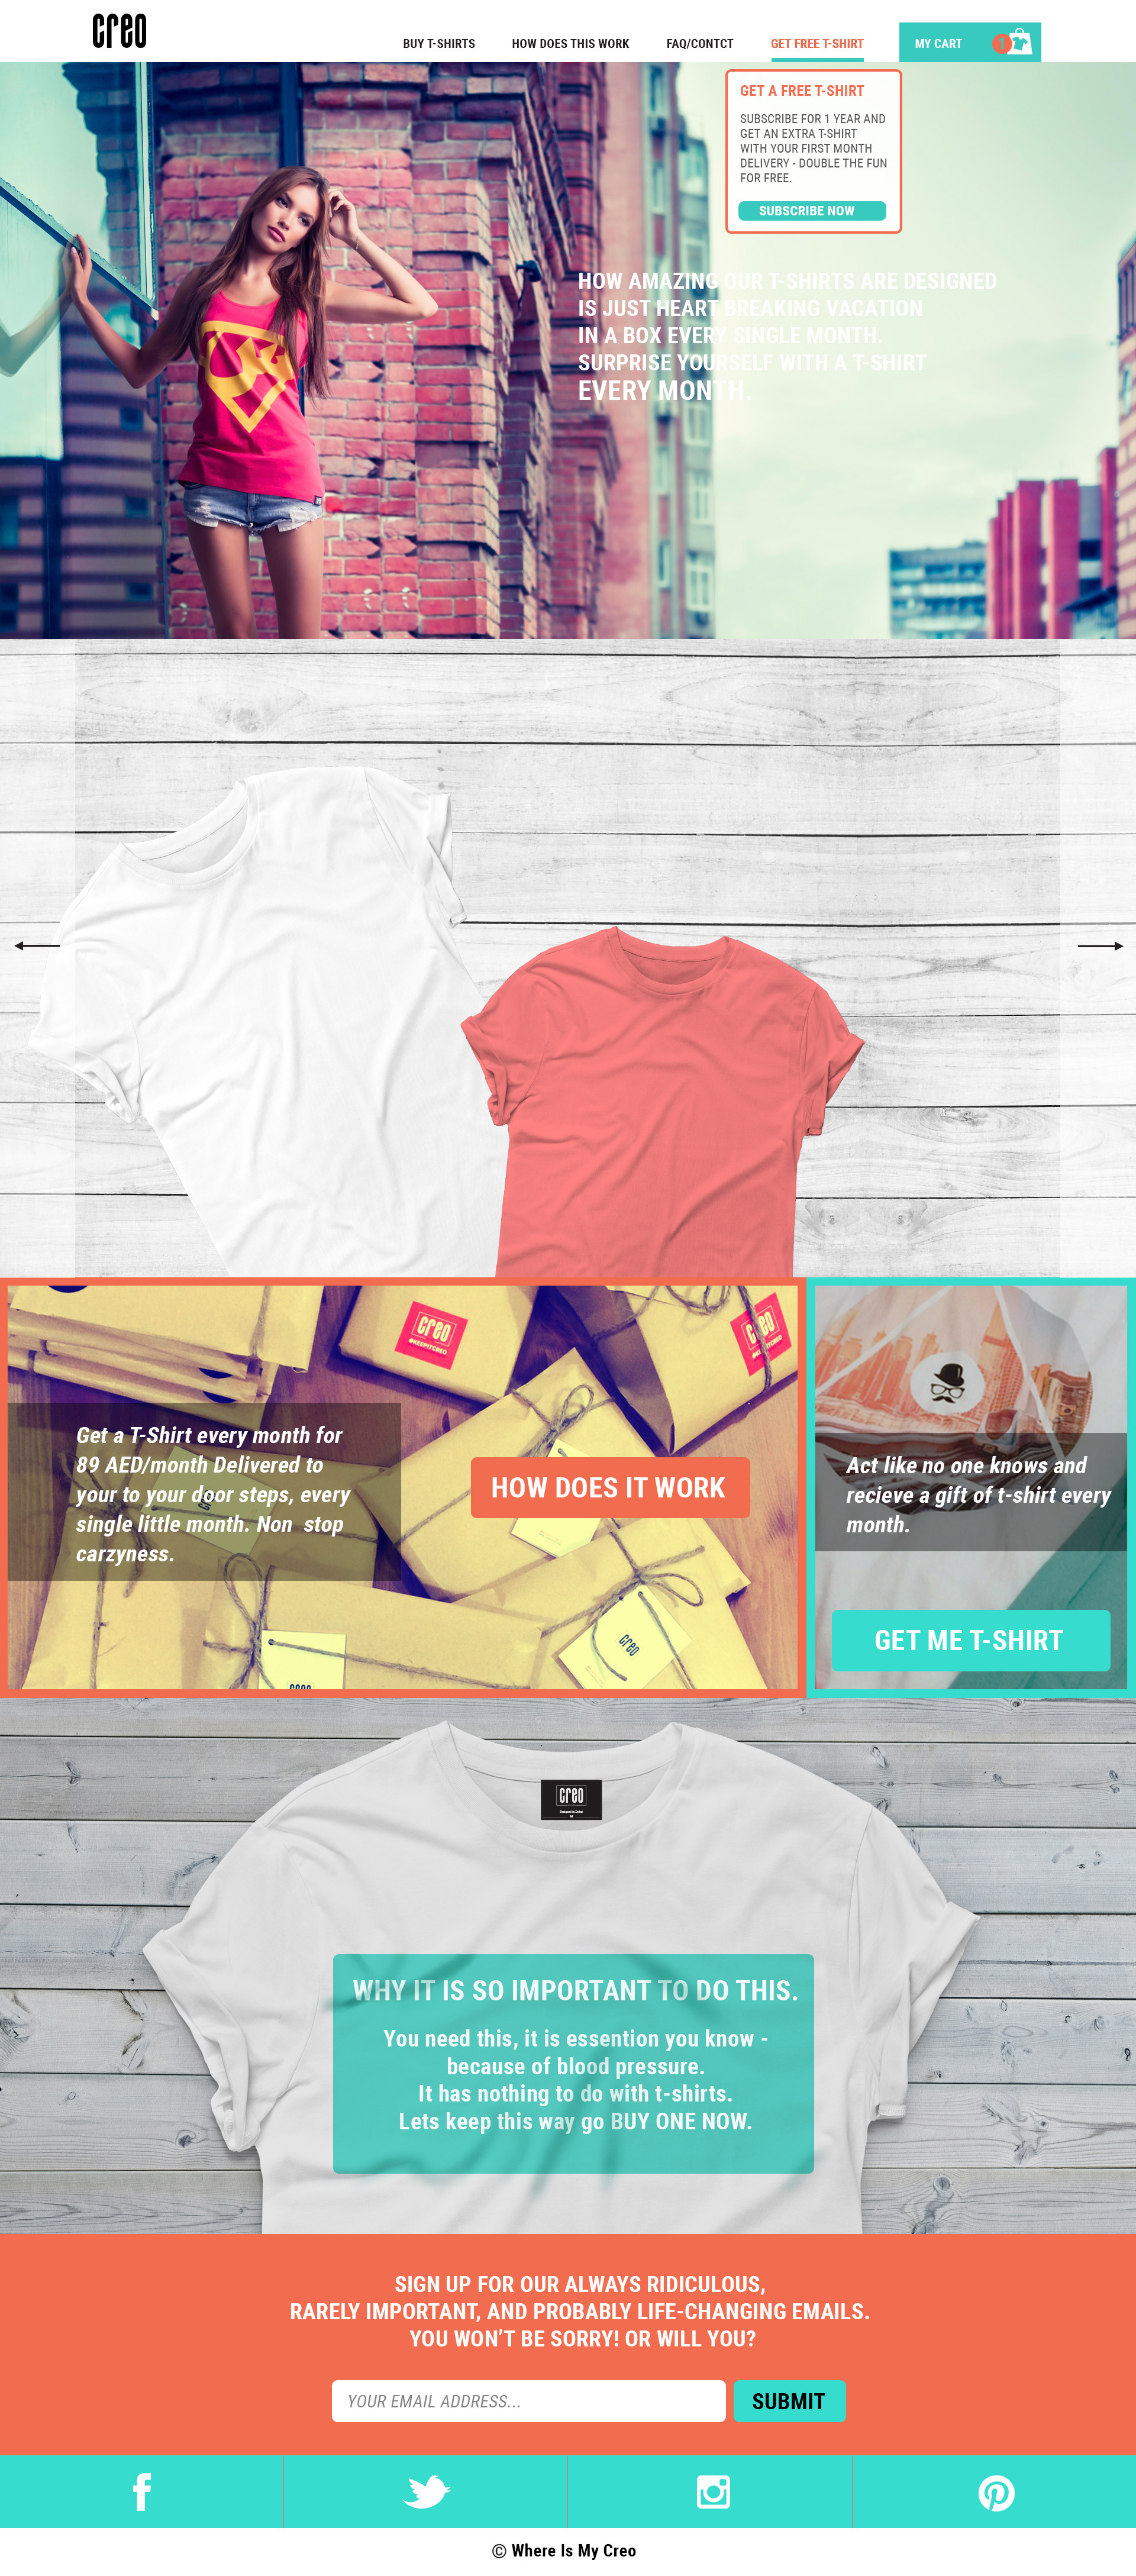 creo
BUY T-SHIRTS
HOW DOES THIS WORK
FAQ/CONTCT
GET FREE T-SHIRT
MY CART
1
GET A FREE T-SHIRT
SUBSCRIBE FOR 1 YEAR AND
GET AN EXTRA T-SHIRT
WITH YOUR FIRST MONTH
DELIVERY - DOUBLE THE FUN
FOR FREE.
SUBSCRIBE NOW
HOW AMAZING OUR T-SHIRTS ARE DESIGNED
IS JUST HEART BREAKING VACATION
IN A BOX EVERY SINGLE MONTH.
SURPRISE YOURSELF WITH A T-SHIRT
EVERY MONTH.
creo
@KEEPITCREO
creo
@KEEPITCREO
Get a T-Shirt every month for
89 AED/month Delivered to
your to your door steps, every
single little month. Non  stop
carzyness.
HOW DOES IT WORK
creo
creo
Act like no one knows and
recieve a gift of t-shirt every
month.
GET ME T-SHIRT
creo
WHY IT IS SO IMPORTANT TO DO THIS.
You need this, it is essention you know -
because of blood pressure.
It has nothing to do with t-shirts.
Lets keep this way go BUY ONE NOW.
SIGN UP FOR OUR ALWAYS RIDICULOUS,
RARELY IMPORTANT, AND PROBABLY LIFE-CHANGING EMAILS.
YOU WON'T BE SORRY! OR WILL YOU?
YOUR EMAIL ADDRESS...
SUBMIT
© Where Is My Creo